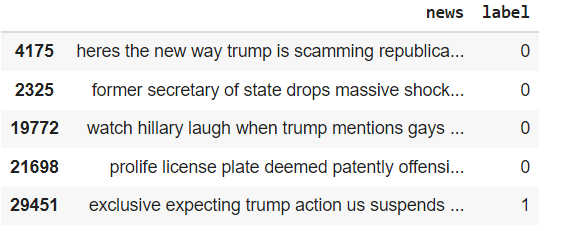 news label
4175 heres the new way trump is scamming republica... 0
2325 former secretary of state drops massive shock... 0
19772 watch hillary laugh when trump mentions gays ... 0
21698 prolife license plate deemed patently offensi... 0
29451 exclusive expecting trump action us suspends ... 1